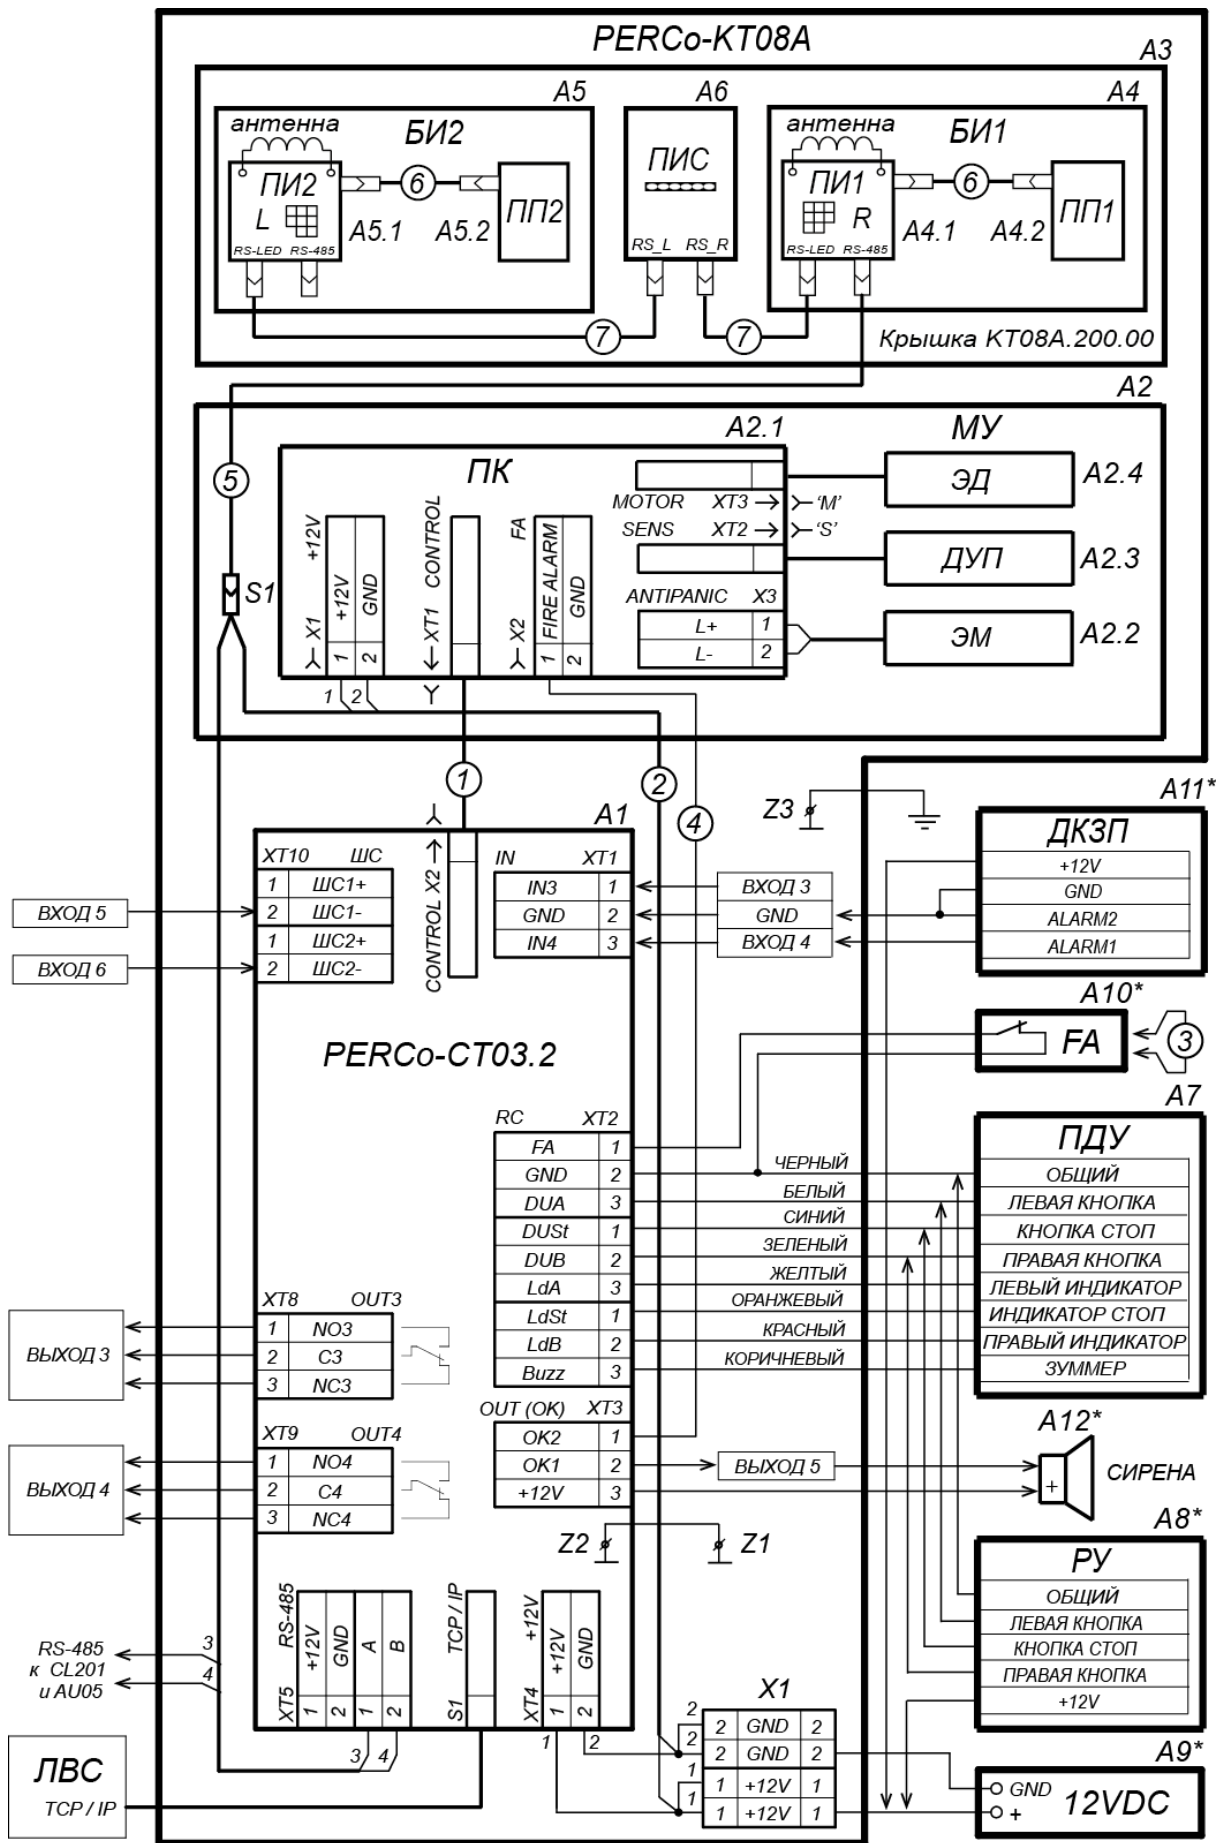 PERCo-KT08A
A3
A5
A6
A4
антенна
БИ2
ПИ2
L
RS-LED RS-485
6
A5.1
A5.2
ПП2
ПИС
RS_L RS_R
антенна
БИ1
ПИ1
R
RS-LED RS-485
6
A4.1
A4.2
ПП1
7
7
Крышка KT08A.200.00
A2
5
S1
A2.1
МУ
ПК
MOTOR XT3 'M'
SENS XT2 'S'
ANTIPANIC X3
L+ 1
L- 2
ЭД
A2.4
ДУП
A2.3
ЭМ
A2.2
+12V
X1
1 +12V
2 GND
1 2
CONTROL
XT1
FA
X2
1 FIRE ALARM
2 GND
1
2
4
A1
Z3
A11*
ДКЗП
+12V
GND
ALARM2
ALARM1
XT10 ШС
1 ШС1+
2 ШС1-
1 ШС2+
2 ШС2-
ВХОД 5
ВХОД 6
CONTROL X2
IN XT1
IN3 1
GND 2
IN4 3
ВХОД 3
GND
ВХОД 4
PERCo-CT03.2
A10*
FA
3
A7
RC XT2
FA 1
GND 2
DUA 3
DUSt 1
DUB 2
LdA 3
LdSt 1
LdB 2
Buzz 3
ЧЕРНЫЙ
БЕЛЫЙ
СИНИЙ
ЗЕЛЕНЫЙ
ЖЕЛТЫЙ
ОРАНЖЕВЫЙ
КРАСНЫЙ
КОРИЧНЕВЫЙ
ПДУ
ОБЩИЙ
ЛЕВАЯ КНОПКА
КНОПКА СТОП
ПРАВАЯ КНОПКА
ЛЕВЫЙ ИНДИКАТОР
ИНДИКАТОР СТОП
ПРАВЫЙ ИНДИКАТОР
ЗУММЕР
XT8 OUT3
1 NO3
2 C3
3 NC3
ВЫХОД 3
XT9 OUT4
1 NO4
2 C4
3 NC4
ВЫХОД 4
OUT (OK) XT3
OK2 1
OK1 2
+12V 3
ВЫХОД 5
A12*
+
СИРЕНА
Z2
Z1
A8*
РУ
ОБЩИЙ
ЛЕВАЯ КНОПКА
КНОПКА СТОП
ПРАВАЯ КНОПКА
+12V
RS-485
к CL201
и AU05
3
4
RS-485
XT5
1 +12V
2 GND
1 A
2 B
3 4
TCP / IP
S1
+12V
XT4
1 +12V
2 GND
1 2
X1
2
2 GND 2
2
2 GND 2
1
1 +12V 1
1
1 +12V 1
A9*
GND
+
12VDC
ЛВС
TCP / IP